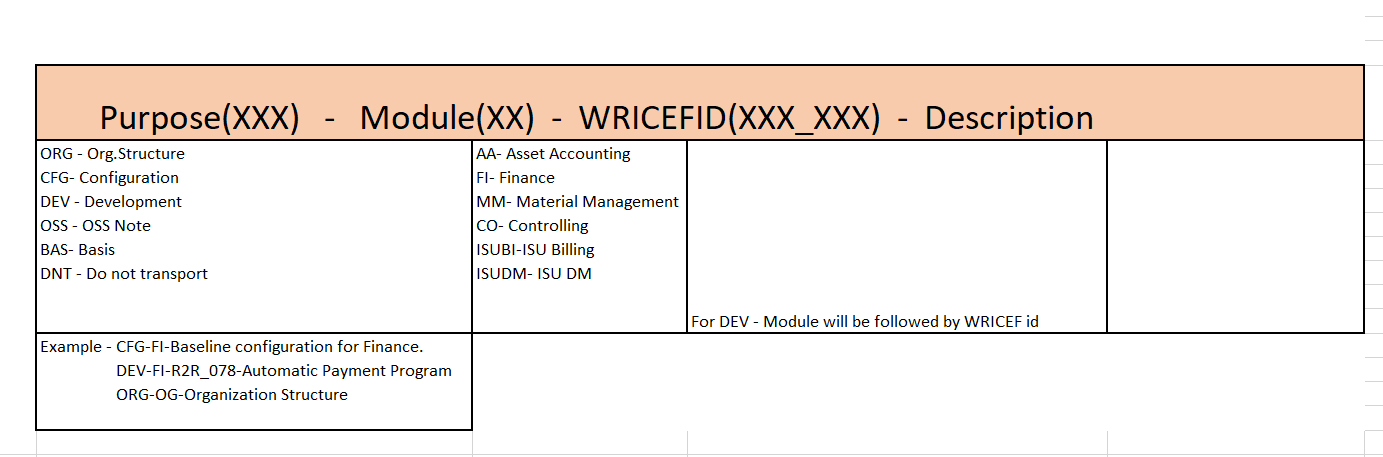 Purpose(XXX) - Module(XX) - WRICEFID(XXX_XXX) - Description
ORG - Org.Structure
CFG- Configuration
DEV - Development
OSS - OSS Note
BAS- Basis
DNT - Do not transport
AA- Asset Accounting
FI- Finance
MM- Material Management
CO- Controlling
ISUBI-ISU Billing
ISUDM- ISU DM
For DEV - Module will be followed by WRICEF id
Example - CFG-FI-Baseline configuration for Finance.
DEV-FI-R2R_078-Automatic Payment Program
ORG-OG-Organization Structure